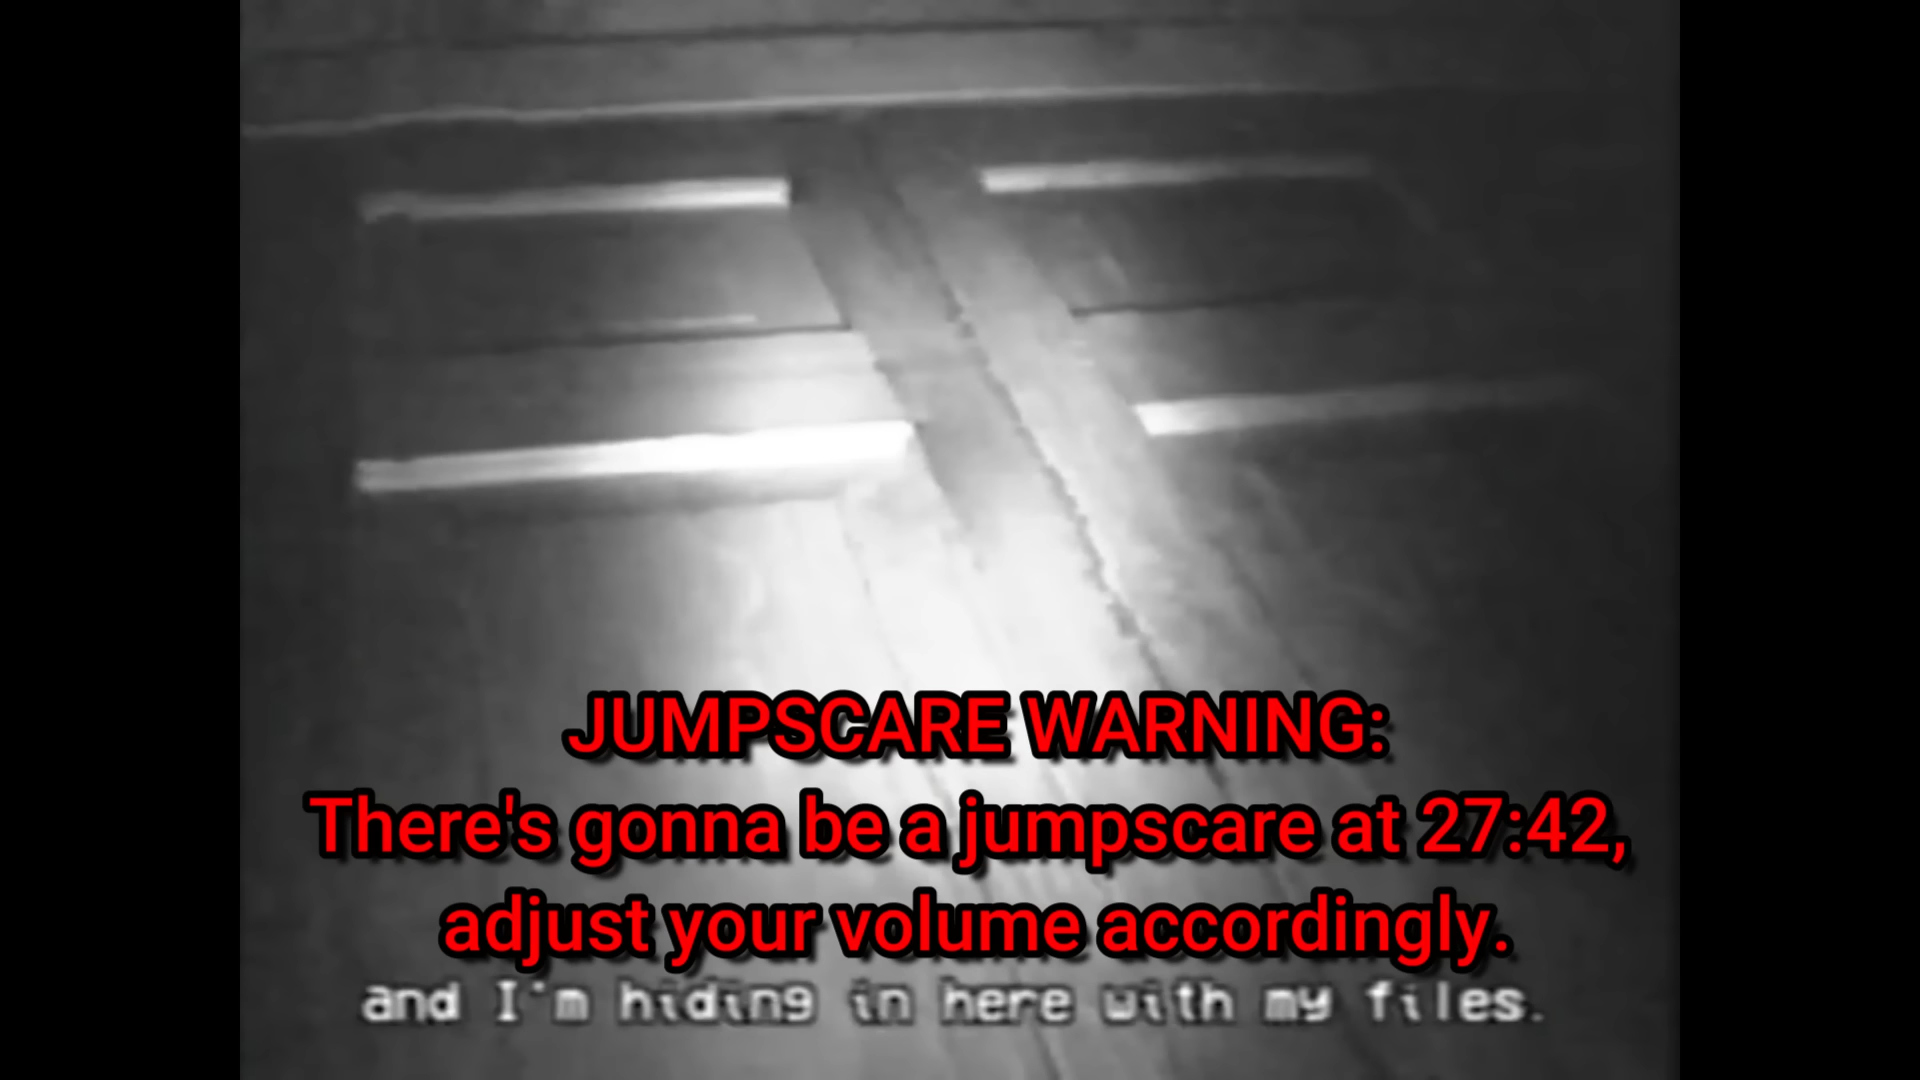 JUMPSCARE WARNING:
There's gonna be a jumpscare at 27:42,
adjust your volume accordingly.
and I'm hiding in here with my files.